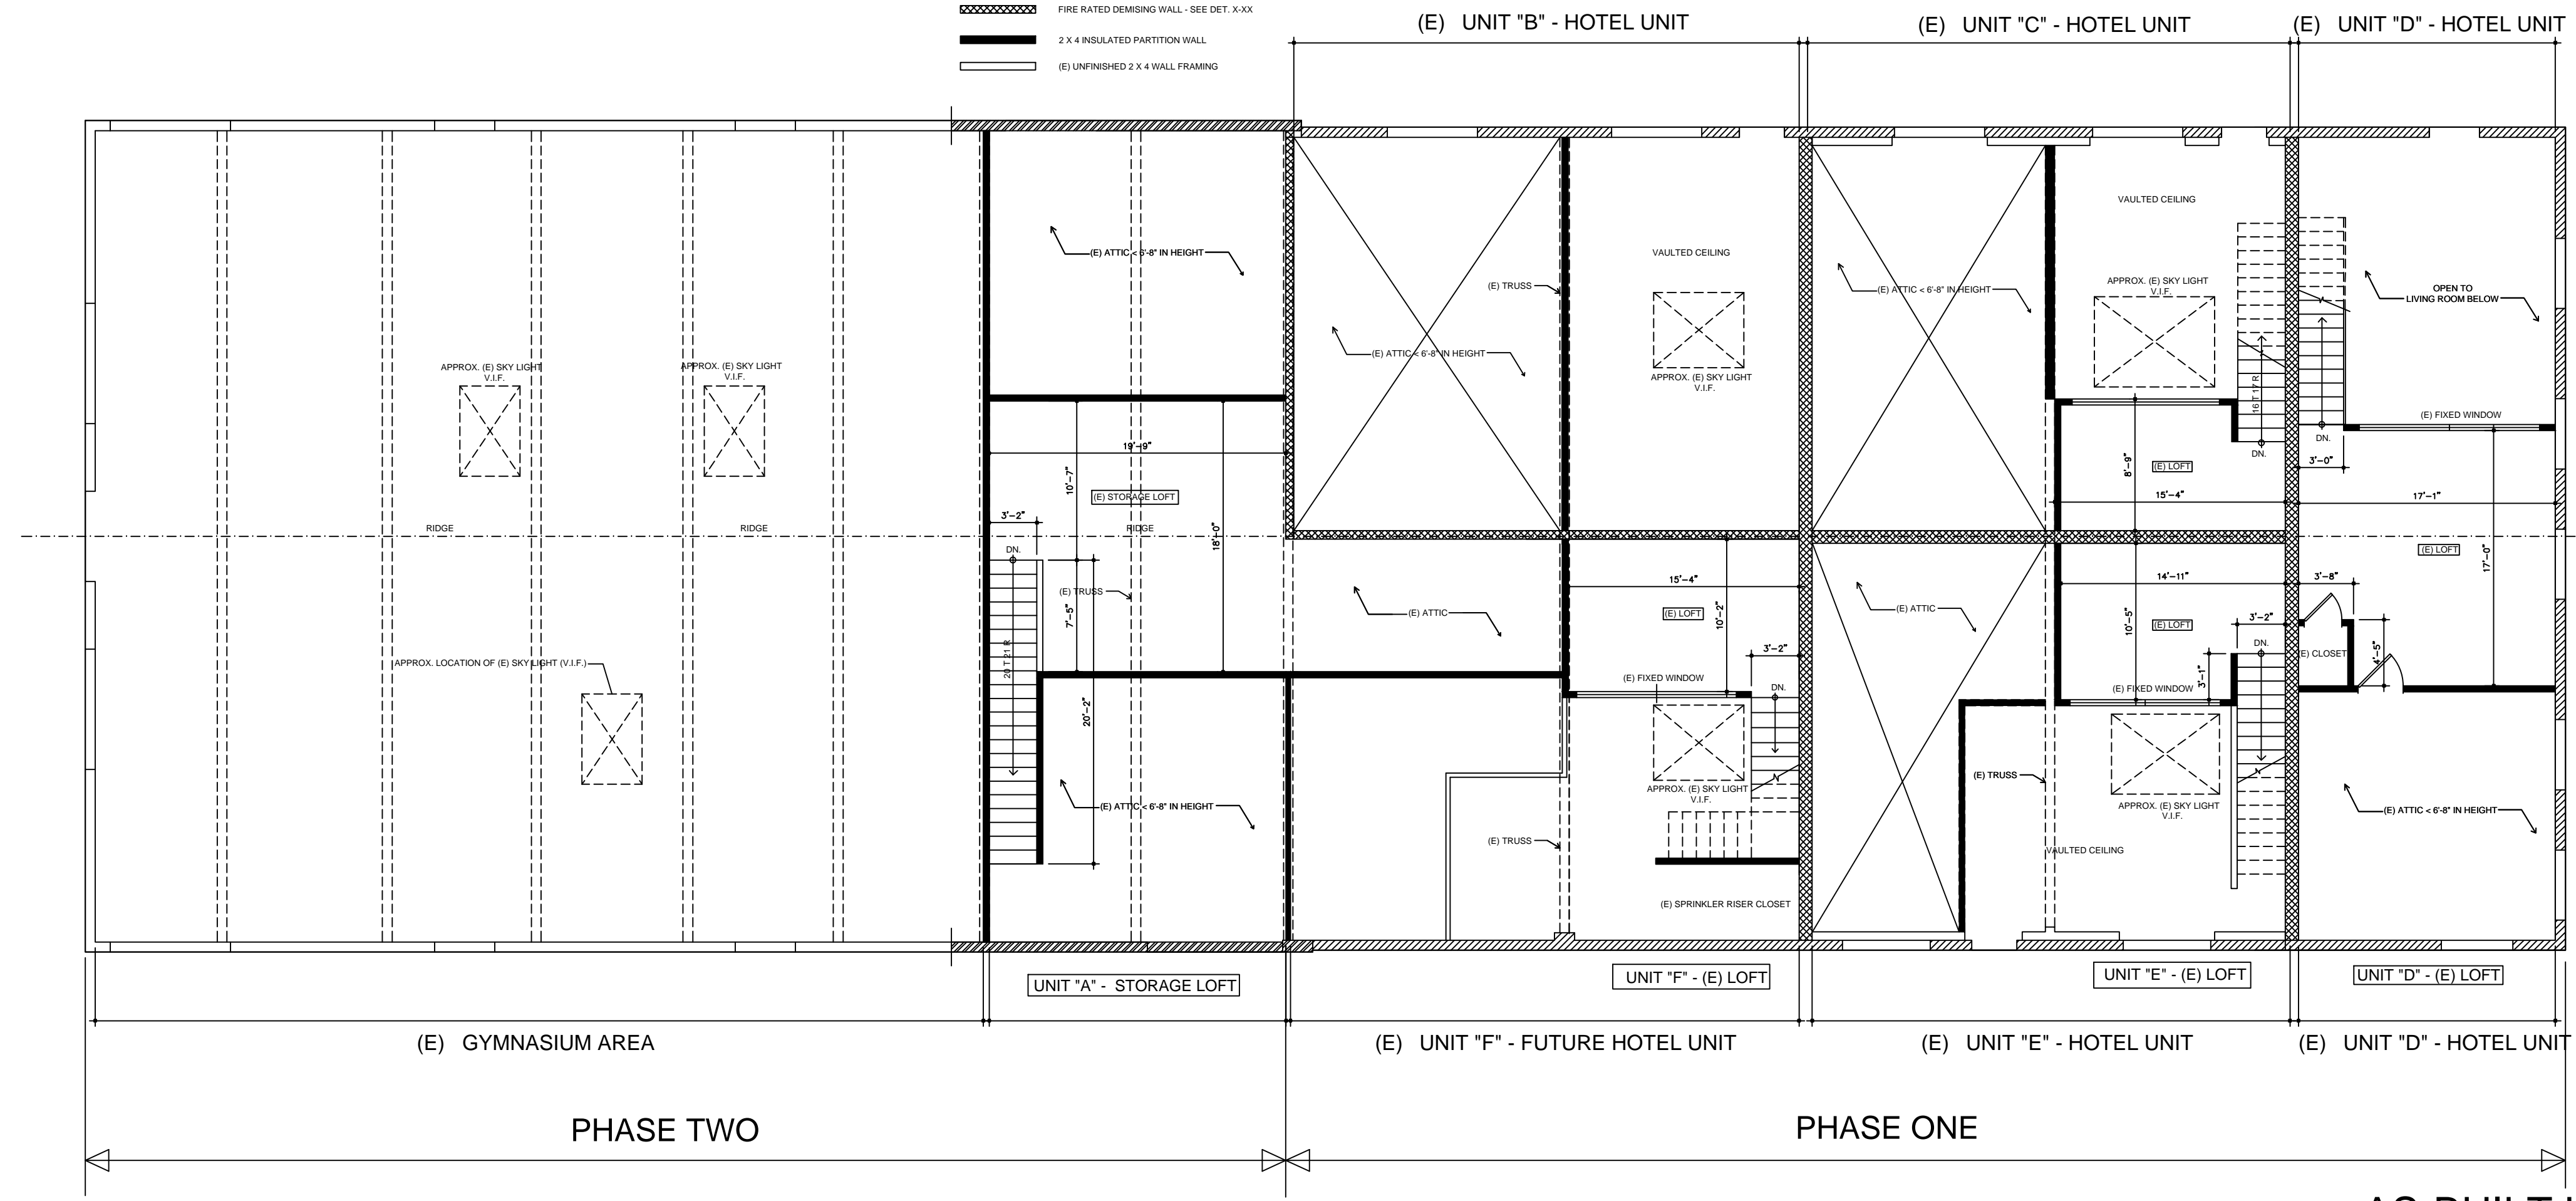 FIRE RATED DEMISING WALL - SEE DET. X-XX
2 X 4 INSULATED PARTITION WALL
(E) UNFINISHED 2 X 4 WALL FRAMING
(E) UNIT "B" - HOTEL UNIT
(E) UNIT "C" - HOTEL UNIT
(E) UNIT "D" - HOTEL UNIT
APPROX. (E) SKY LIGHT
V.I.F.
APPROX. (E) SKY LIGHT
V.I.F.
RIDGE
RIDGE
APPROX. LOCATION OF (E) SKY LIGHT (V.I.F.)
(E) ATTIC < 6'-8" IN HEIGHT
19'-9"
10'-7"
(E) STORAGE LOFT
3'-2"
RIDGE
18'-0"
DN.
(E) TRUSS
7'-5"
20 T 21 R
20'-2"
(E) ATTIC < 6'-8" IN HEIGHT
(E) TRUSS
(E) ATTIC < 6'-8" IN HEIGHT
VAULTED CEILING
APPROX. (E) SKY LIGHT
V.I.F.
(E) ATTIC
15'-4"
(E) LOFT
10'-2"
3'-2"
(E) FIXED WINDOW
DN.
APPROX. (E) SKY LIGHT
V.I.F.
(E) TRUSS
(E) SPRINKLER RISER CLOSET
(E) ATTIC < 6'-8" IN HEIGHT
VAULTED CEILING
APPROX. (E) SKY LIGHT
V.I.F.
16 T 17 R
DN.
8'-9"
(E) LOFT
15'-4"
(E) ATTIC
14'-11"
10'-5"
(E) LOFT
3'-2"
DN.
3'-1"
(E) FIXED WINDOW
(E) TRUSS
APPROX. (E) SKY LIGHT
V.I.F.
VAULTED CEILING
OPEN TO
LIVING ROOM BELOW
(E) FIXED WINDOW
DN.
3'-0"
17'-1"
(E) LOFT
17'-0"
3'-8"
(E) CLOSET
4'-5"
(E) ATTIC < 6'-8" IN HEIGHT
UNIT "A" - STORAGE LOFT
UNIT "F" - (E) LOFT
UNIT "E" - (E) LOFT
UNIT "D" - (E) LOFT
(E) GYMNASIUM AREA
(E) UNIT "F" - FUTURE HOTEL UNIT
(E) UNIT "E" - HOTEL UNIT
(E) UNIT "D" - HOTEL UNIT
PHASE TWO
PHASE ONE